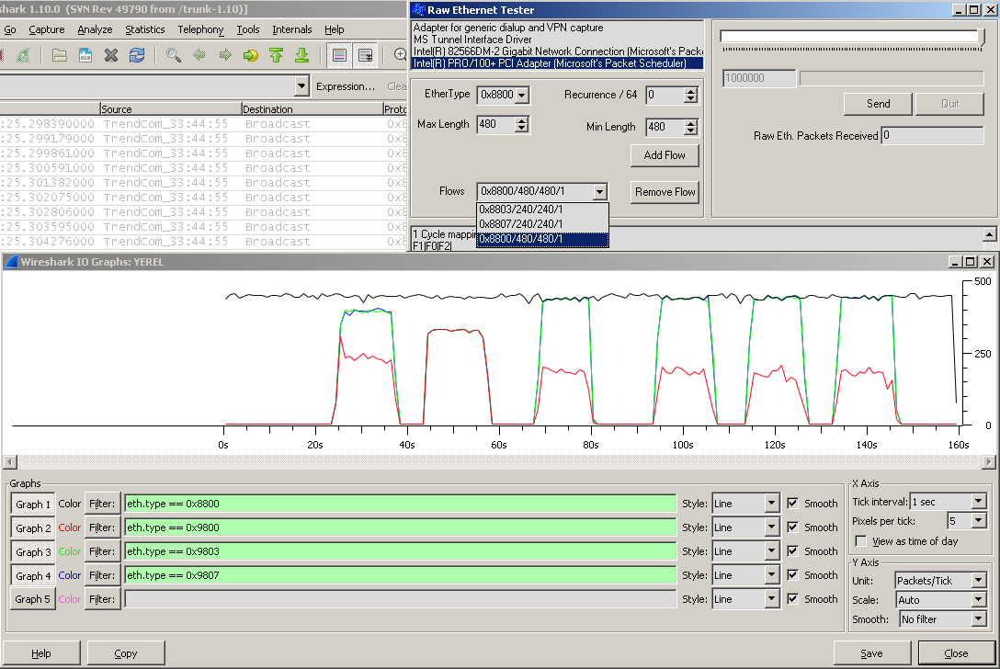 shark 1.10.0 (SVN Rev 49790 from /trunk-1.10)]
Go Capture Analyze Statistics Telephony Tools Internals Help
Expression... Clea
Source Destination Proto
:25.298390000 TrendCom_33:44:55 Broadcast 0x8
:25.299179000 TrendCom_33:44:55 Broadcast 0x8
:25.299861000 TrendCom_33:44:55 Broadcast 0x8
:25.300591000 TrendCom_33:44:55 Broadcast 0x8
:25.301382000 TrendCom_33:44:55 Broadcast 0x8
:25.302075000 TrendCom_33:44:55 Broadcast 0x8
:25.302806000 TrendCom_33:44:55 Broadcast 0x8
:25.303595000 TrendCom_33:44:55 Broadcast 0x8
:25.304276000 TrendCom_33:44:55 Broadcast 0x8
Raw Ethernet Tester
Adapter for generic dialup and VPN capture
MS Tunnel Interface Driver
Intel(R) 82566DM-2 Gigabit Network Connection (Microsoft's Pack
Intel(R) PRO/100+ PCI Adapter (Microsoft's Packet Scheduler)
EtherType 0x8800 Recurrence / 64 0
Max Length 480 Min Length 480
Add Flow
Flows 0x8800/480/480/1 Remove Flow
0x8803/240/240/1
0x8807/240/240/1
0x8800/480/480/1
1 Cycle mappin
F1|F0|F2|
1000000
Send Quit
Raw Eth. Packets Received 0
Wireshark IO Graphs: YEREL
500
250
0
0s 20s 40s 60s 80s 100s 120s 140s 160s
Graphs
Graph 1 Color Filter: eth.type == 0x8800 Style: Line Smooth
Graph 2 Color Filter: eth.type == 0x9800 Style: Line Smooth
Graph 3 Color Filter: eth.type == 0x9803 Style: Line Smooth
Graph 4 Color Filter: eth.type == 0x9807 Style: Line Smooth
Graph 5 Color Filter: Style: Line Smooth
X Axis
Tick interval: 1 sec
Pixels per tick: 5
View as time of day
Y Axis
Unit: Packets/Tick
Scale: Auto
Smooth: No filter
Help Copy Save Close